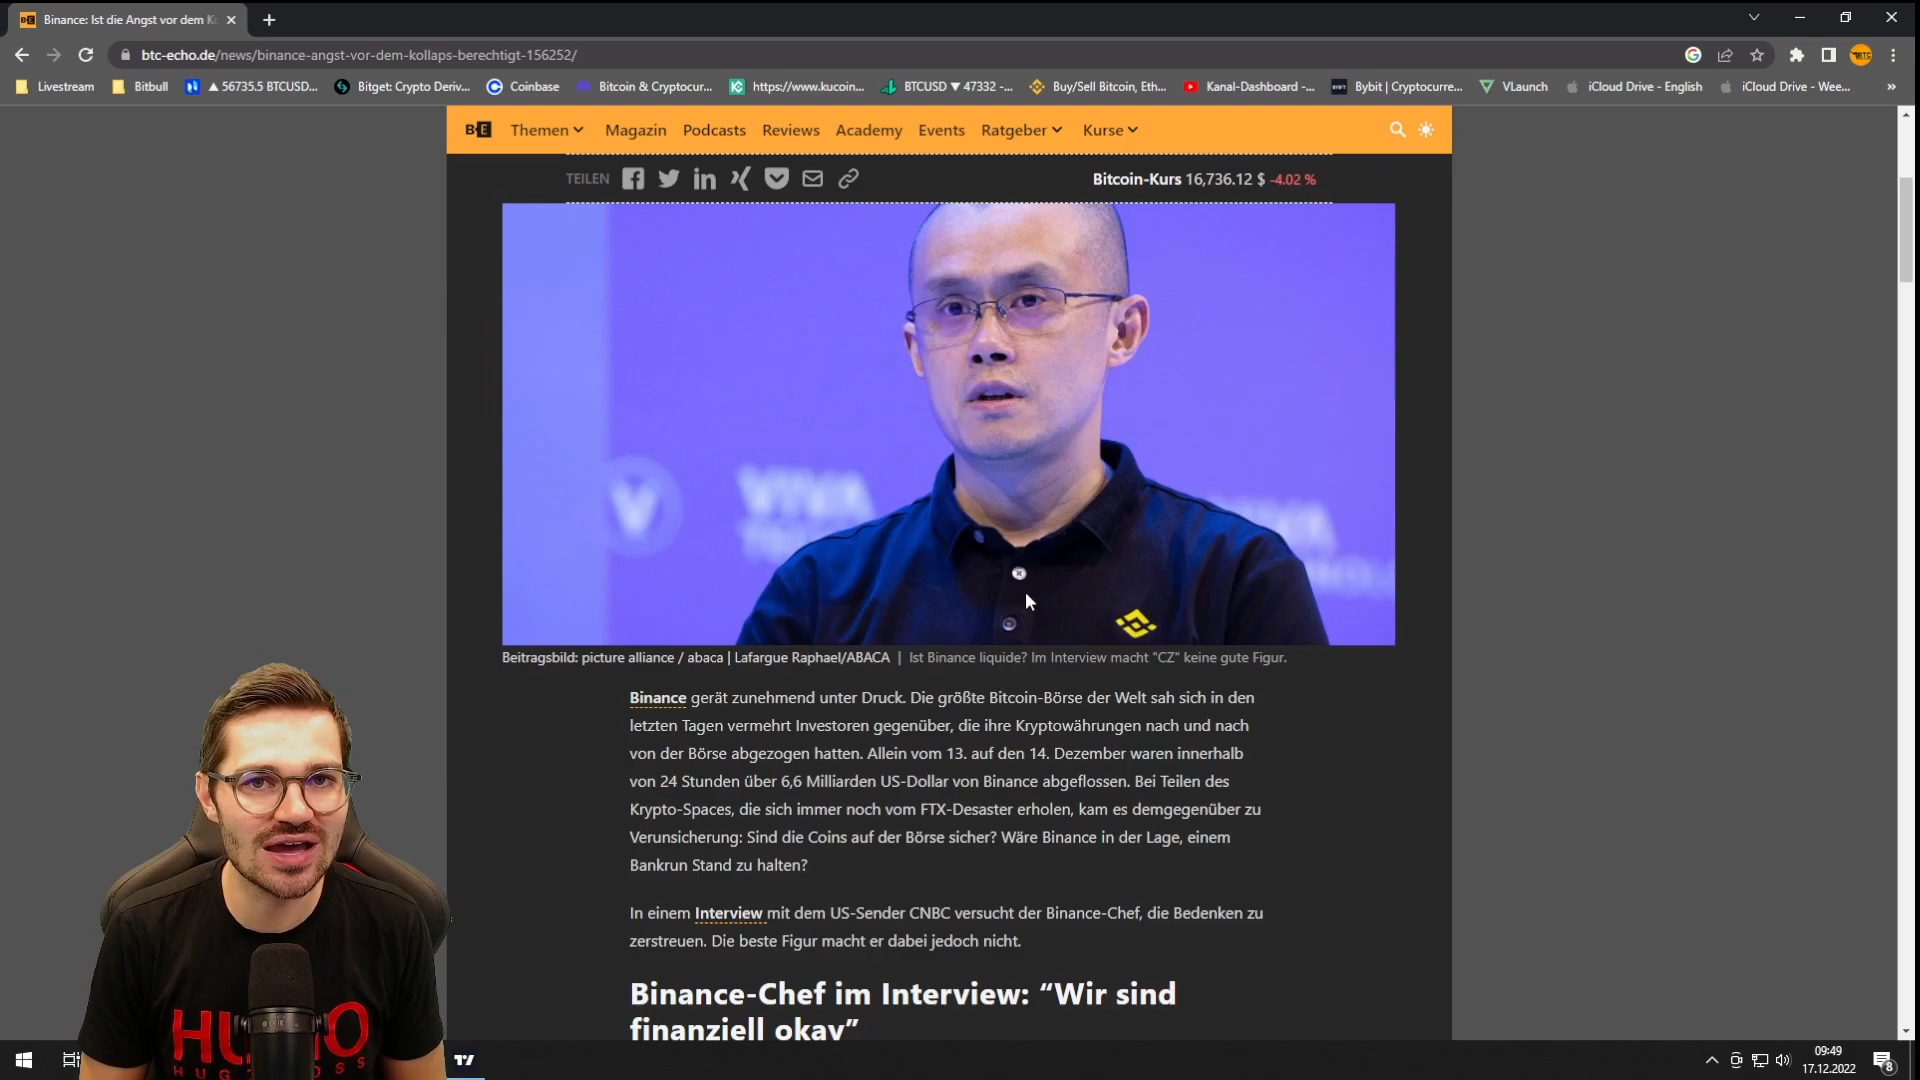 Binance: Ist die Angst vor dem Ko
btc-echo.de/news/binance-angst-vor-dem-kollaps-berechtigt-156252/
Livestream Bitbull ▲ 56735.5 BTCUSD... Bitget: Crypto Deriv... Coinbase Bitcoin & Cryptocur... https://www.kucoin... BTCUSD ▼ 47332 -... Buy/Sell Bitcoin, Eth... Kanal-Dashboard -... Bybit | Cryptocurre... VLaunch iCloud Drive - English iCloud Drive - Wee... »
B-E Themen Magazin Podcasts Reviews Academy Events Ratgeber Kurse
TEILEN Bitcoin-Kurs 16,736.12 $ -4.02 %
V VIVA
Beitragsbild: picture alliance / abaca | Lafargue Raphael/ABACA | Ist Binance liquide? Im Interview macht "CZ" keine gute Figur.
Binance gerät zunehmend unter Druck. Die größte Bitcoin-Börse der Welt sah sich in den
letzten Tagen vermehrt Investoren gegenüber, die ihre Kryptowährungen nach und nach
von der Börse abgezogen hatten. Allein vom 13. auf den 14. Dezember waren innerhalb
von 24 Stunden über 6,6 Milliarden US-Dollar von Binance abgeflossen. Bei Teilen des
Krypto-Spaces, die sich immer noch vom FTX-Desaster erholen, kam es demgegenüber zu
Verunsicherung: Sind die Coins auf der Börse sicher? Wäre Binance in der Lage, einem
Bankrun Stand zu halten?
In einem Interview mit dem US-Sender CNBC versucht der Binance-Chef, die Bedenken zu
zerstreuen. Die beste Figur macht er dabei jedoch nicht.
Binance-Chef im Interview: “Wir sind
finanziell okay”
09:49
17.12.2022
8